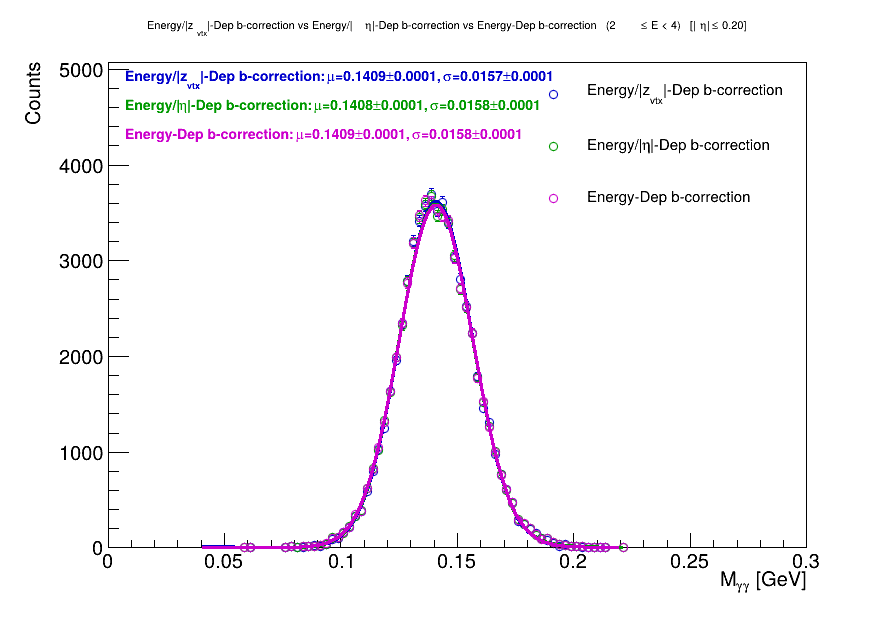 Energy/|z_vtx|-Dep b-correction vs Energy/|η|-Dep b-correction vs Energy-Dep b-correction (2 ≤ E < 4) [| η| ≤ 0.20]
Counts
5000
4000
3000
2000
1000
0
Energy/|z_vtx|-Dep b-correction: μ=0.1409±0.0001, σ=0.0157±0.0001
Energy/|η|-Dep b-correction: μ=0.1408±0.0001, σ=0.0158±0.0001
Energy-Dep b-correction: μ=0.1409±0.0001, σ=0.0158±0.0001
Energy/|z_vtx|-Dep b-correction
Energy/|η|-Dep b-correction
Energy-Dep b-correction
0 0.05 0.1 0.15 0.2 0.25 0.3
M_γγ [GeV]